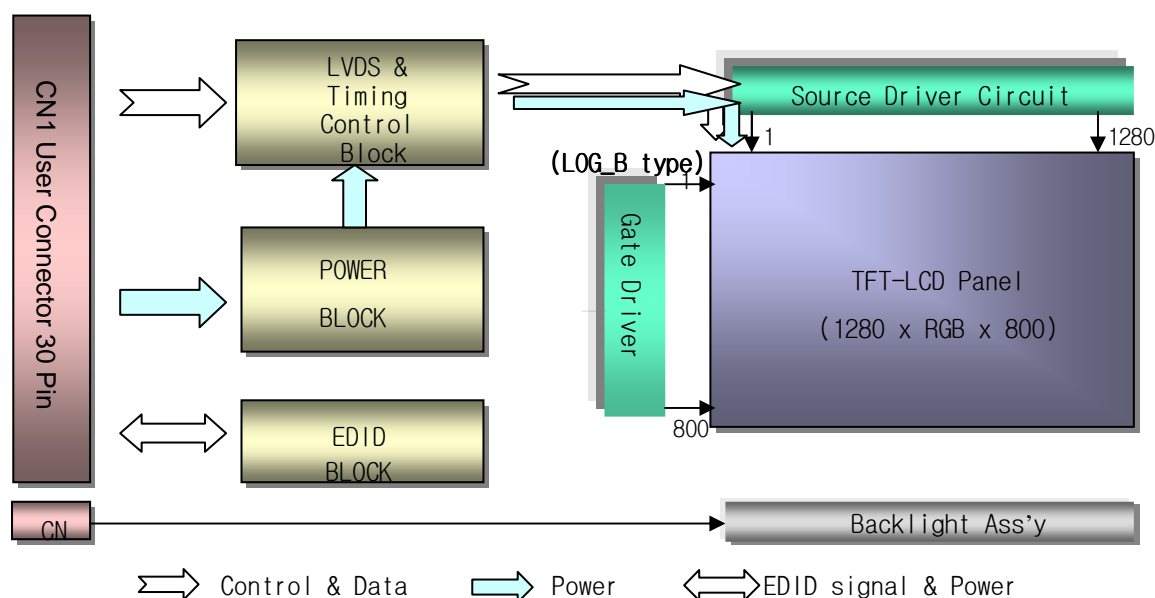 CN1 User Connector 30 Pin
LVDS &
Timing
Control
Block
Source Driver Circuit
1
1280
(LOG_B type)
1
Gate Driver
800
TFT-LCD Panel
(1280 x RGB x 800)
POWER
BLOCK
EDID
BLOCK
CN
Backlight Ass'y
Control & Data
Power
EDID signal & Power